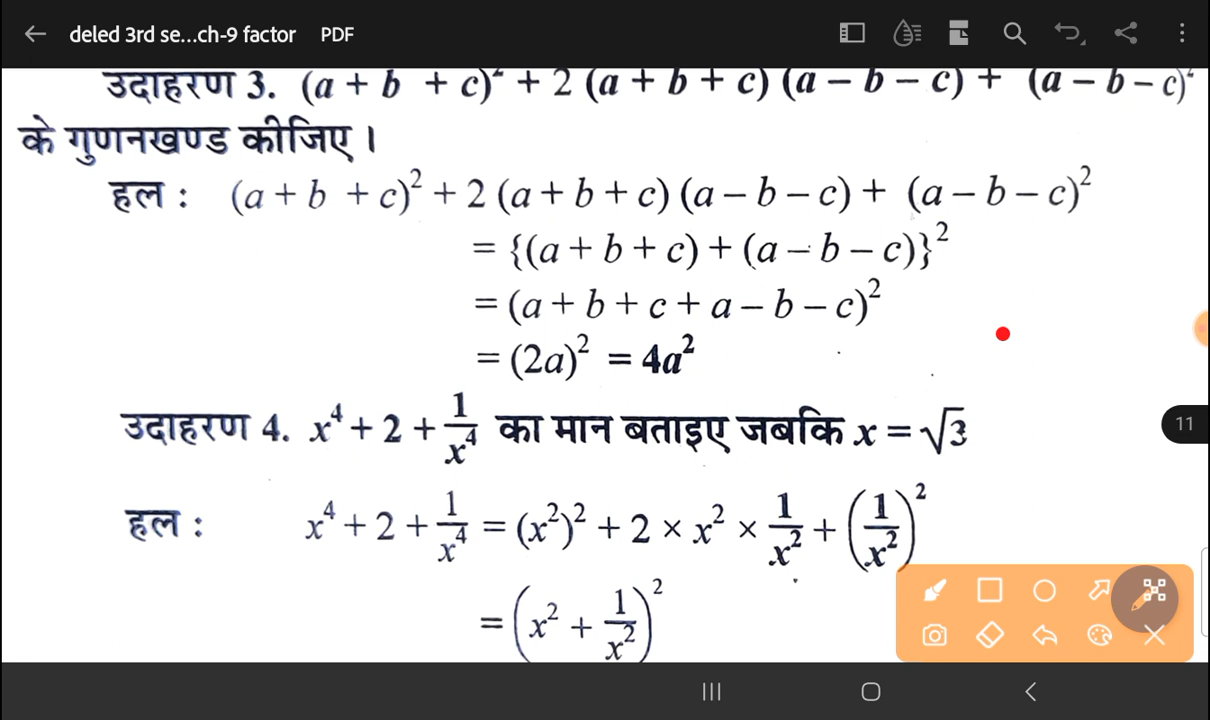 deled 3rd se...ch-9 factor PDF
उदाहरण 3. (a + b + c)² + 2 (a + b + c) (a – b – c) + (a – b – c)²
के गुणनखण्ड कीजिए ।
हल : (a + b + c)² + 2 (a + b + c) (a – b – c) + (a – b – c)²
= {(a + b + c) + (a – b – c)}²
= (a + b + c + a – b – c)²
= (2a)² = 4a²
उदाहरण 4. x⁴ + 2 + 1/x⁴ का मान बताइए जबकि x = √3
11
हल : x⁴ + 2 + 1/x⁴ = (x²)² + 2 × x² × 1/x² + (1/x²)²
= (x² + 1/x²)²